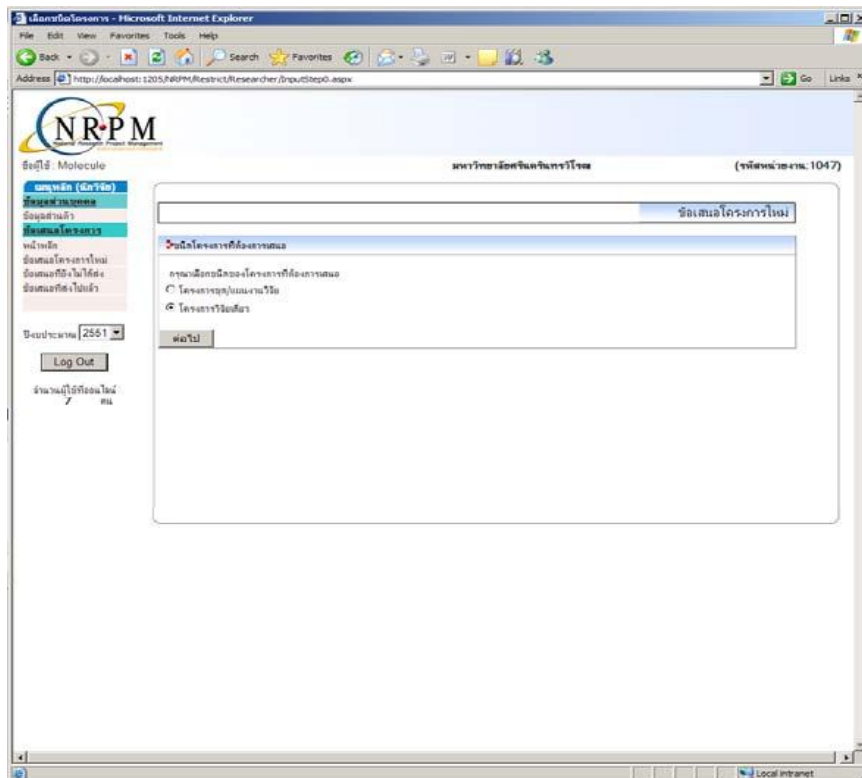 เลือกชนิดโครงการ - Microsoft Internet Explorer
File Edit View Favorites Tools Help
Back Search Favorites
Address http://localhost:1205/NRPM/Restrict/Researcher/InputStep0.aspx Go Links
NRPM
National Research Project Management
ชื่อผู้ใช้ : Molecule มหาวิทยาลัยศรีนครินทรวิโรฒ (รหัสหน่วยงาน:1047)
เมนูหลัก (นักวิจัย)
ข้อมูลส่วนบุคคล
ข้อมูลส่วนตัว
ข้อเสนอโครงการ
หน้าหลัก
ข้อเสนอโครงการใหม่
ข้อเสนอที่ยังไม่ได้ส่ง
ข้อเสนอที่ส่งไปแล้ว
ปีงบประมาณ 2551
Log Out
จำนวนผู้ใช้ที่ออนไลน์
7 คน
ข้อเสนอโครงการใหม่
ชนิดโครงการที่ต้องการเสนอ
กรุณาเลือกชนิดของโครงการที่ต้องการเสนอ
โครงการชุด/แผนงานวิจัย
โครงการวิจัยเดี่ยว
ต่อไป
Local intranet